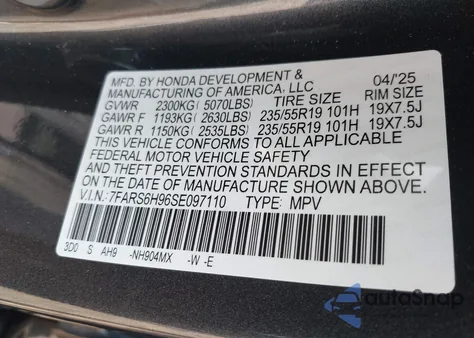 MFD. BY HONDA DEVELOPMENT & 04/'25
MANUFACTURING OF AMERICA, LLC
GVWR 2300KG ( 5070LBS) TIRE SIZE RIM SIZE
GAWR F 1193KG ( 2630LBS) 235/55R19 101H 19X7.5J
GAWR R 1150KG ( 2535LBS) 235/55R19 101H 19X7.5J
THIS VEHICLE CONFORMS TO ALL APPLICABLE
FEDERAL MOTOR VEHICLE SAFETY
AND THEFT PREVENTION STANDARDS IN EFFECT
ON THE DATE OF MANUFACTURE SHOWN ABOVE.
V.I.N.:7FARS6H96SE097110 TYPE: MPV
3D0 S AH9 -NH904MX -W -E
autoSnap